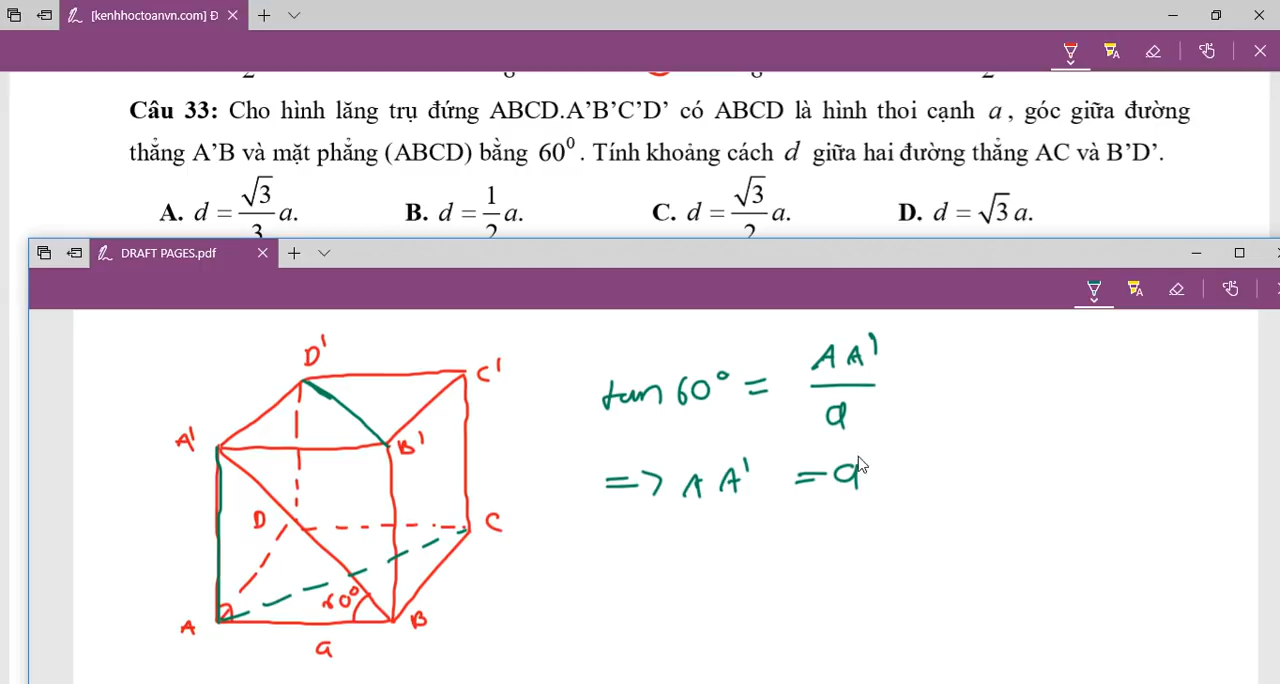 [kenhhoctoanvn.com] Đ
Câu 33: Cho hình lăng trụ đứng ABCD.A’B’C’D’ có ABCD là hình thoi cạnh a, góc giữa đường
thẳng A’B và mặt phẳng (ABCD) bằng 60⁰. Tính khoảng cách d giữa hai đường thẳng AC và B’D’.
A. d = √3/3 a. B. d = 1/2 a. C. d = √3/2 a. D. d = √3 a.
DRAFT PAGES.pdf
D'
C'
A'
B'
D
C
60°
A
B
a
tan 60° = AA'/a
=> AA' = a